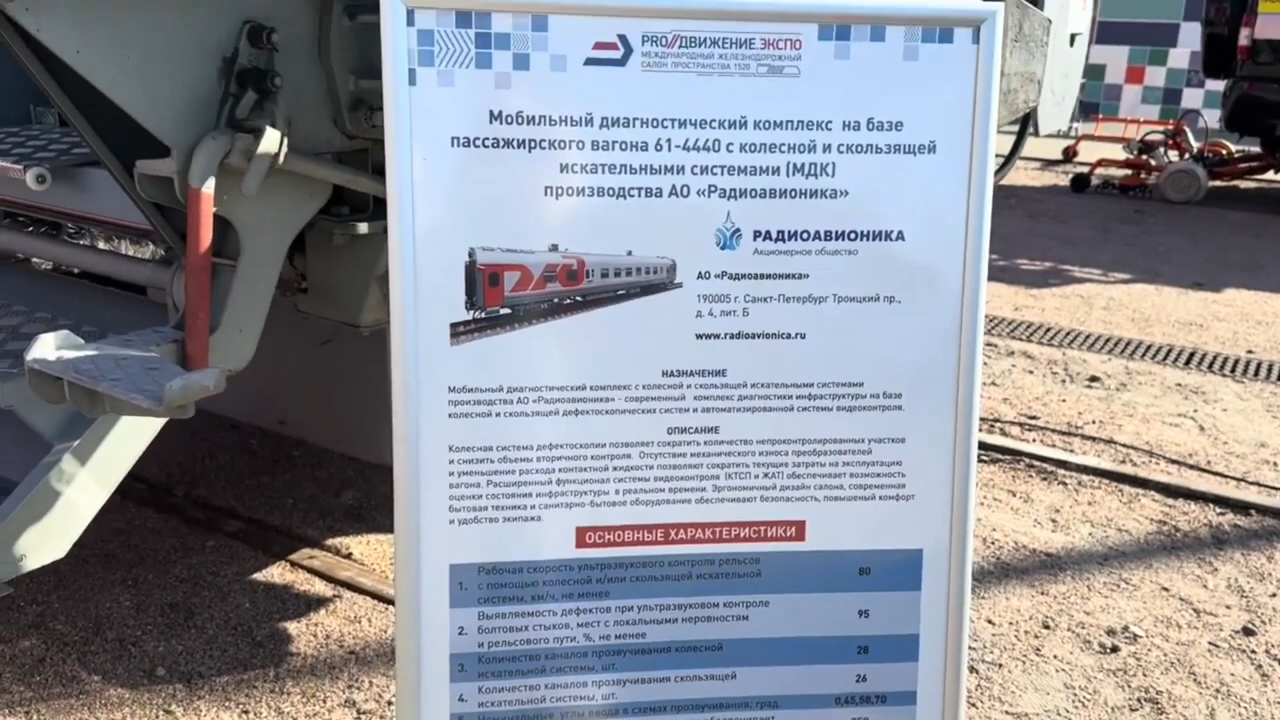 PRO//ДВИЖЕНИЕ.ЭКСПО
МЕЖДУНАРОДНЫЙ ЖЕЛЕЗНОДОРОЖНЫЙ
САЛОН ПРОСТРАНСТВА 1520
Мобильный диагностический комплекс на базе
пассажирского вагона 61-4440 с колесной и скользящей
искательными системами (МДК)
производства АО «Радиоавионика»
РАДИОАВИОНИКА
Акционерное общество
АО «Радиоавионика»
190005 г. Санкт-Петербург Троицкий пр.,
д. 4, лит. Б
www.radioavionica.ru
НАЗНАЧЕНИЕ
Мобильный диагностический комплекс с колесной и скользящей искательными системами
производства АО «Радиоавионика» - современный комплекс диагностики инфраструктуры на базе
колесной и скользящей дефектоскопических систем и автоматизированной системы видеоконтроля.
ОПИСАНИЕ
Колесная система дефектоскопии позволяет сократить количество непроконтролированных участков
и снизить объемы вторичного контроля. Отсутствие механического износа преобразователей
и уменьшение расхода контактной жидкости позволяют сократить текущие затраты на эксплуатацию
вагона. Расширенный функционал системы видеоконтроля (КТСП и ЖАТ) обеспечивает возможность
оценки состояния инфраструктуры в реальном времени. Эргономичный дизайн салона, современная
бытовая техника и санитарно-бытовое оборудование обеспечивают безопасность, повышеный комфорт
и удобство экипажа.
ОСНОВНЫЕ ХАРАКТЕРИСТИКИ
1. Рабочая скорость ультразвукового контроля рельсов
с помощью колесной и/или скользящей искательной 80
системы, км/ч, не менее
2. Выявляемость дефектов при ультразвуковом контроле
болтовых стыков, мест с локальными неровностями 95
и рельсового пути, %, не менее
3. Количество каналов прозвучивания колесной 28
искательной системы, шт.
4. Количество каналов прозвучивания скользящей 26
искательной системы, шт.
5. Номинальные углы ввода в схемах прозвучивания, град. 0,45,58,70